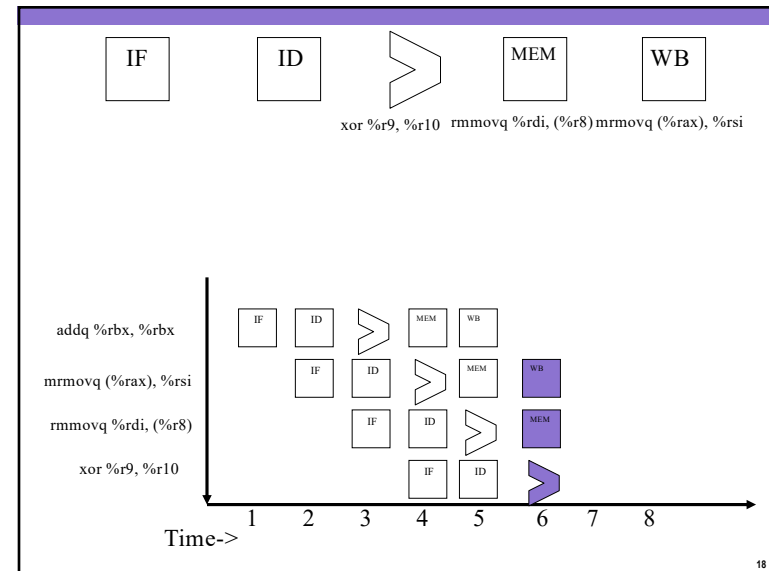 IF ID MEM WB
xor %r9, %r10 rmmovq %rdi, (%r8) mrmovq (%rax), %rsi
addq %rbx, %rbx IF ID MEM WB
mrmovq (%rax), %rsi IF ID MEM WB
rmmovq %rdi, (%r8) IF ID MEM
xor %r9, %r10 IF ID
1 2 3 4 5 6 7 8
Time->
18